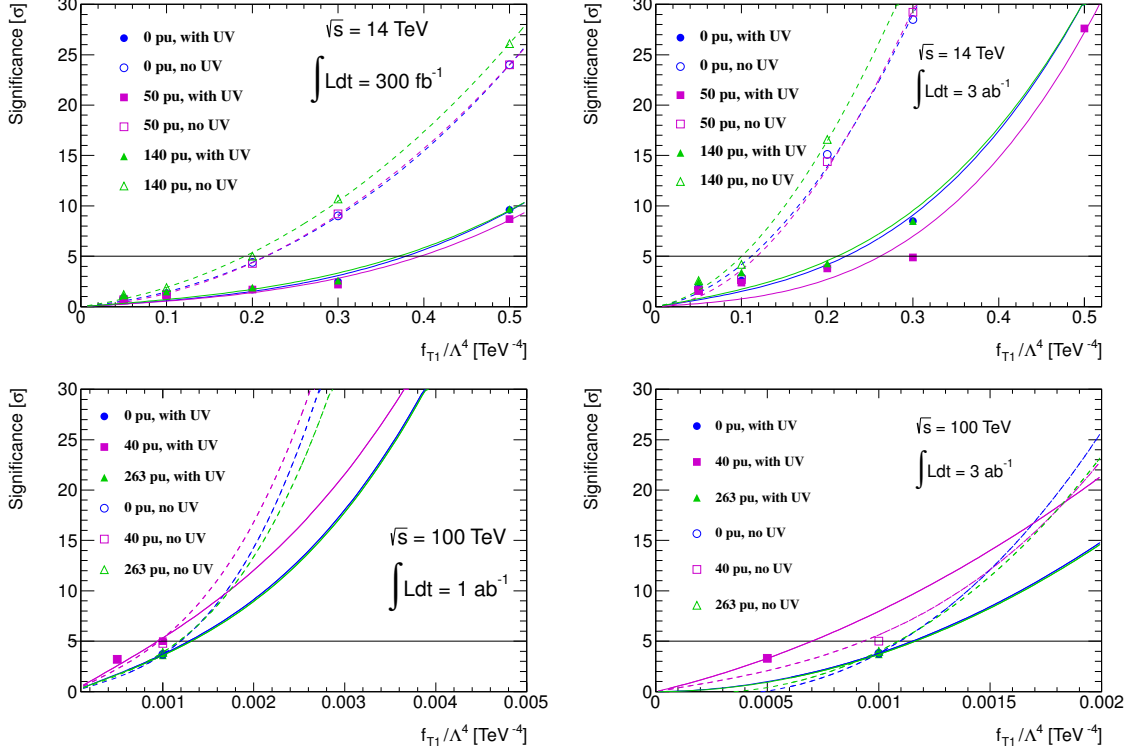 Significance [σ]
30
25
20
15
10
5
0
0 pu, with UV
0 pu, no UV
50 pu, with UV
50 pu, no UV
140 pu, with UV
140 pu, no UV
√s = 14 TeV
∫Ldt = 300 fb⁻¹
0 0.1 0.2 0.3 0.4 0.5
f_T1/Λ⁴ [TeV⁻⁴]
Significance [σ]
30
25
20
15
10
5
0
0 pu, with UV
0 pu, no UV
50 pu, with UV
50 pu, no UV
140 pu, with UV
140 pu, no UV
√s = 14 TeV
∫Ldt = 3 ab⁻¹
0 0.1 0.2 0.3 0.4 0.5
f_T1/Λ⁴ [TeV⁻⁴]
Significance [σ]
30
25
20
15
10
5
0
0 pu, with UV
40 pu, with UV
263 pu, with UV
0 pu, no UV
40 pu, no UV
263 pu, no UV
√s = 100 TeV
∫Ldt = 1 ab⁻¹
0.001 0.002 0.003 0.004 0.005
f_T1/Λ⁴ [TeV⁻⁴]
Significance [σ]
30
25
20
15
10
5
0
0 pu, with UV
40 pu, with UV
263 pu, with UV
0 pu, no UV
40 pu, no UV
263 pu, no UV
√s = 100 TeV
∫Ldt = 3 ab⁻¹
0 0.0005 0.001 0.0015 0.002
f_T1/Λ⁴ [TeV⁻⁴]